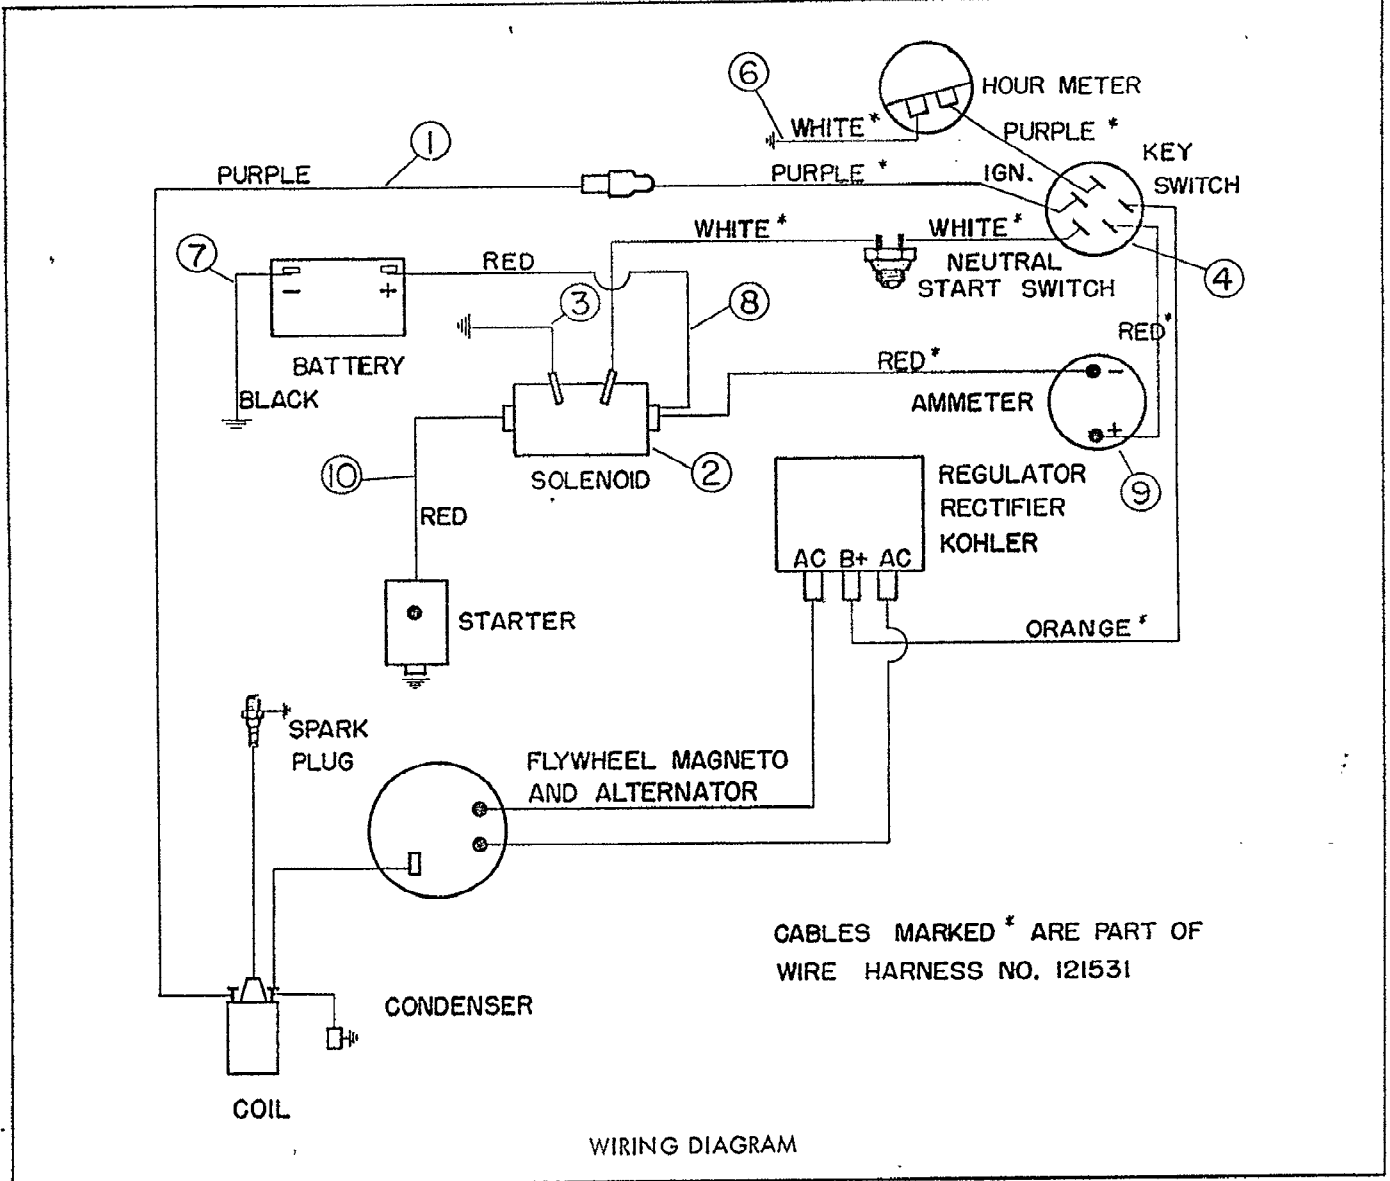 6
HOUR METER
WHITE*
PURPLE*
1
KEY
SWITCH
PURPLE
PURPLE*
IGN.
WHITE*
WHITE*
7
RED
NEUTRAL
START SWITCH
4
−
+
3
8
RED*
BATTERY
RED*
−
BLACK
AMMETER
+
10
SOLENOID
2
REGULATOR
RECTIFIER
KOHLER
9
RED
AC B+ AC
STARTER
ORANGE*
SPARK
PLUG
FLYWHEEL MAGNETO
AND ALTERNATOR
CABLES MARKED * ARE PART OF
WIRE HARNESS NO. 121531
CONDENSER
COIL
WIRING DIAGRAM